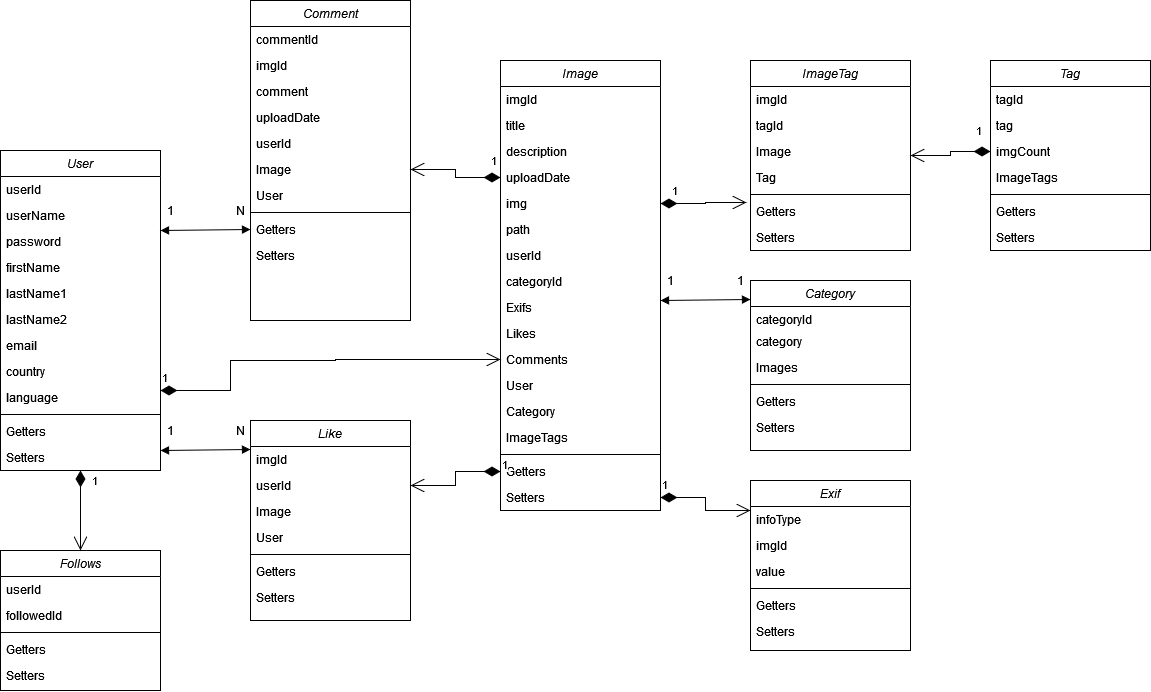 Comment
commentId
imgId
comment
uploadDate
userId
Image
User
Getters
Setters
User
userId
userName
password
firstName
lastName1
lastName2
email
country
language
Getters
Setters
1
N
1
1
N
1
Follows
userId
followedId
Getters
Setters
Like
imgId
userId
Image
User
Getters
Setters
1
1
Image
imgId
title
description
uploadDate
img
path
userId
categoryId
Exifs
Likes
Comments
User
Category
ImageTags
Getters
Setters
1
1
1
1
ImageTag
imgId
tagId
Image
Tag
Getters
Setters
1
Tag
tagId
tag
imgCount
ImageTags
Getters
Setters
Category
categoryId
category
Images
Getters
Setters
Exif
infoType
imgId
value
Getters
Setters